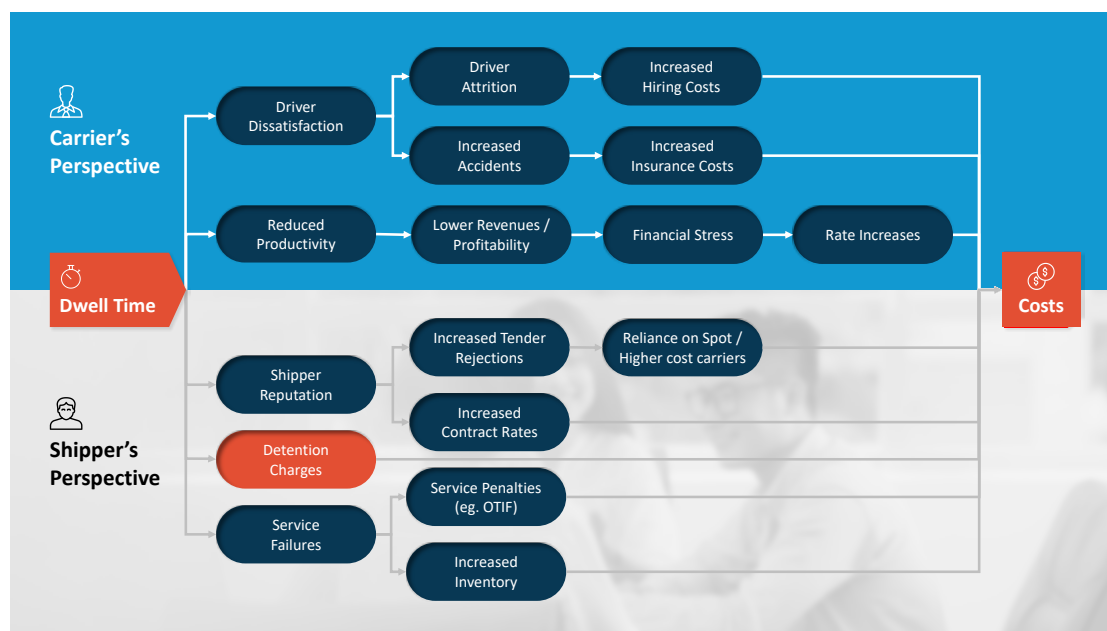 Carrier's
Perspective
Driver
Dissatisfaction
Driver
Attrition
Increased
Hiring Costs
Increased
Accidents
Increased
Insurance Costs
Reduced
Productivity
Lower Revenues /
Profitability
Financial Stress
Rate Increases
Dwell Time
$
$
Costs
Shipper's
Perspective
Shipper
Reputation
Increased Tender
Rejections
Reliance on Spot /
Higher cost carriers
Increased
Contract Rates
Detention
Charges
Service
Failures
Service Penalties
(eg. OTIF)
Increased
Inventory